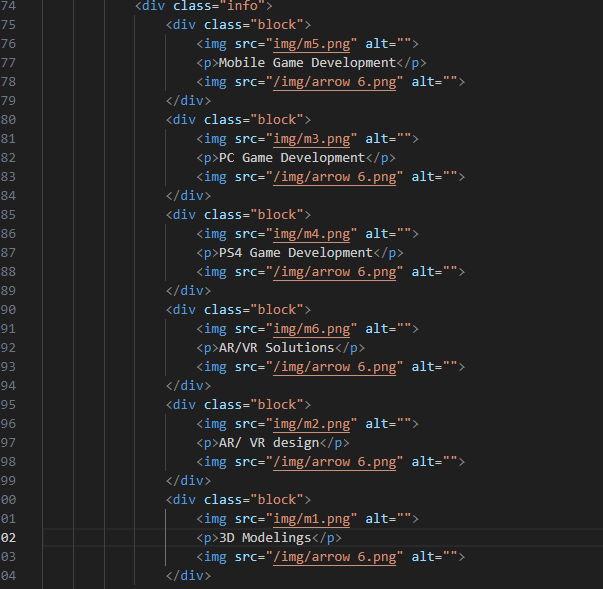 74 <div class="info">
75 <div class="block">
76 <img src="img/m5.png" alt="">
77 <p>Mobile Game Development</p>
78 <img src="/img/arrow 6.png" alt="">
79 </div>
80 <div class="block">
81 <img src="img/m3.png" alt="">
82 <p>PC Game Development</p>
83 <img src="/img/arrow 6.png" alt="">
84 </div>
85 <div class="block">
86 <img src="img/m4.png" alt="">
87 <p>PS4 Game Development</p>
88 <img src="/img/arrow 6.png" alt="">
89 </div>
90 <div class="block">
91 <img src="img/m6.png" alt="">
92 <p>AR/VR Solutions</p>
93 <img src="/img/arrow 6.png" alt="">
94 </div>
95 <div class="block">
96 <img src="img/m2.png" alt="">
97 <p>AR/ VR design</p>
98 <img src="/img/arrow 6.png" alt="">
99 </div>
00 <div class="block">
01 <img src="img/m1.png" alt="">
02 <p>3D Modelings</p>
03 <img src="/img/arrow 6.png" alt="">
04 </div>